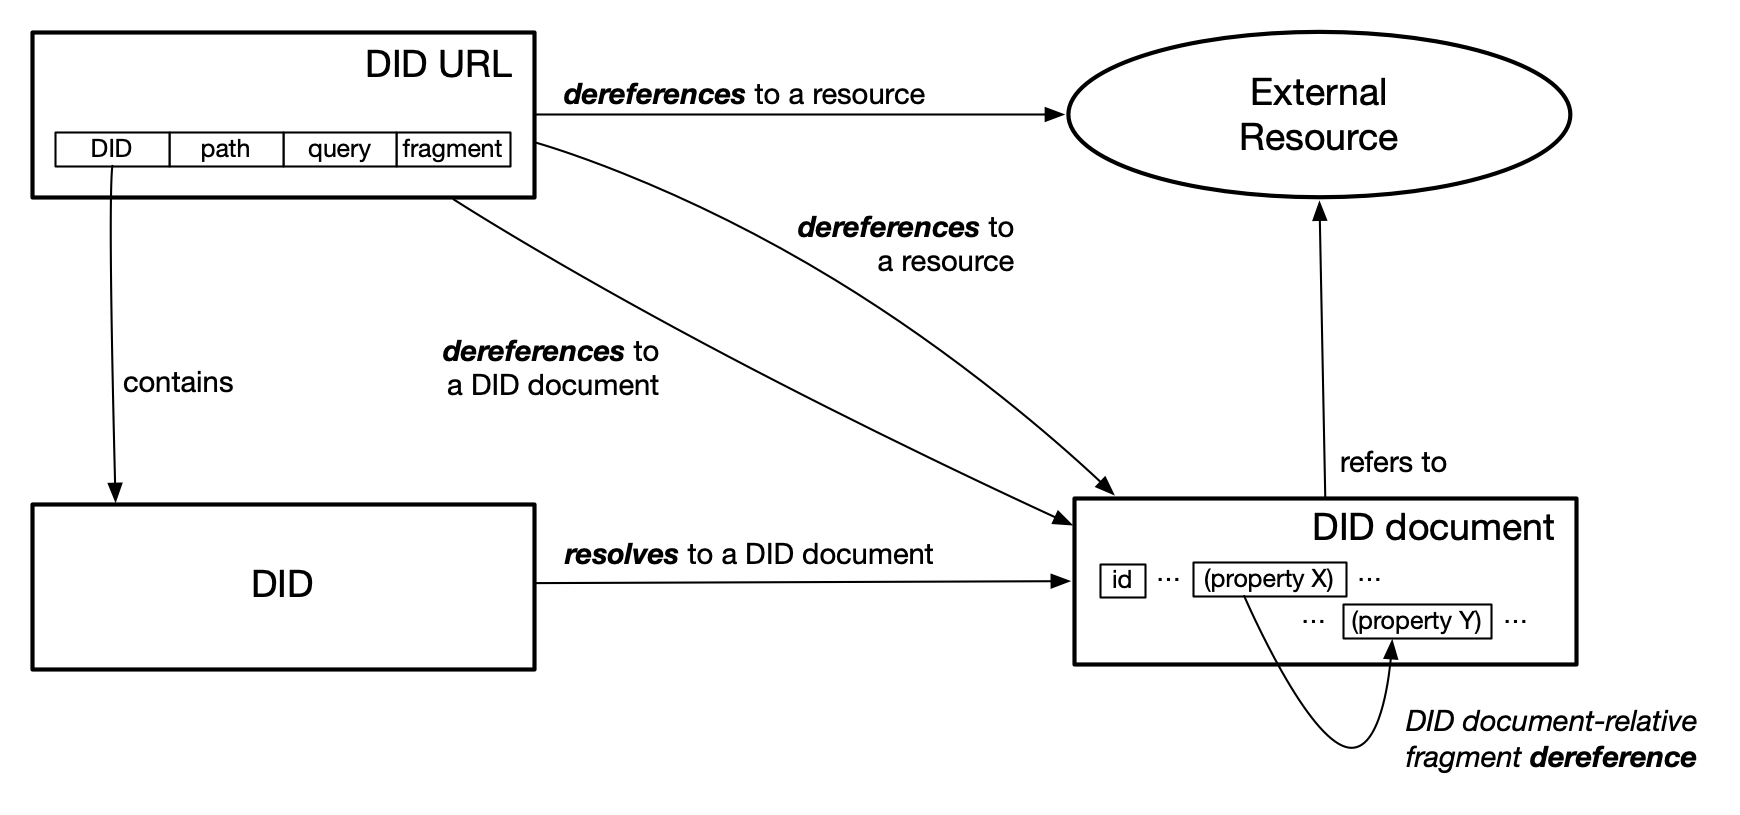 DID URL
DID path query fragment
dereferences to a resource
External
Resource
dereferences to
a resource
dereferences to
a DID document
contains
refers to
DID
resolves to a DID document
DID document
id ... (property X) ...
... (property Y) ...
DID document-relative
fragment dereference